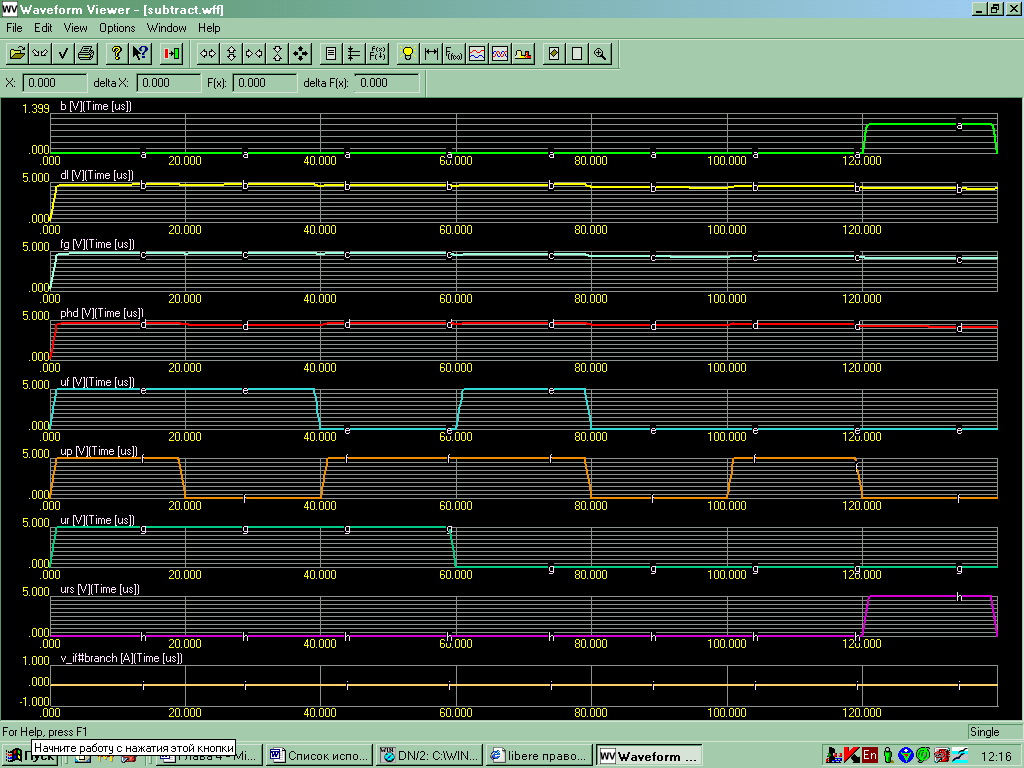 Waveform Viewer - [subtract.wff]
File Edit View Options Window Help
X: 0.000 delta X: 0.000 F(x): 0.000 delta F(x): 0.000
b [V](Time [us])
1.399
.000
.000 20.000 40.000 60.000 80.000 100.000 120.000
dl [V](Time [us])
5.000
.000
.000 20.000 40.000 60.000 80.000 100.000 120.000
fg [V](Time [us])
5.000
.000
.000 20.000 40.000 60.000 80.000 100.000 120.000
phd [V](Time [us])
5.000
.000
.000 20.000 40.000 60.000 80.000 100.000 120.000
uf [V](Time [us])
5.000
.000
.000 20.000 40.000 60.000 80.000 100.000 120.000
up [V](Time [us])
5.000
.000
.000 20.000 40.000 60.000 80.000 100.000 120.000
ur [V](Time [us])
5.000
.000
.000 20.000 40.000 60.000 80.000 100.000 120.000
urs [V](Time [us])
5.000
.000
.000 20.000 40.000 60.000 80.000 100.000 120.000
v_if#branch [A](Time [us])
1.000
.000
-1.000
.000 20.000 40.000 60.000 80.000 100.000 120.000
For Help, press F1 Single
Начните работу с нажатия этой кнопки
Пуск Глава 4 - Mi... Список испо... DN/2: C:\WIN... libere право... Waveform ... En 12:16